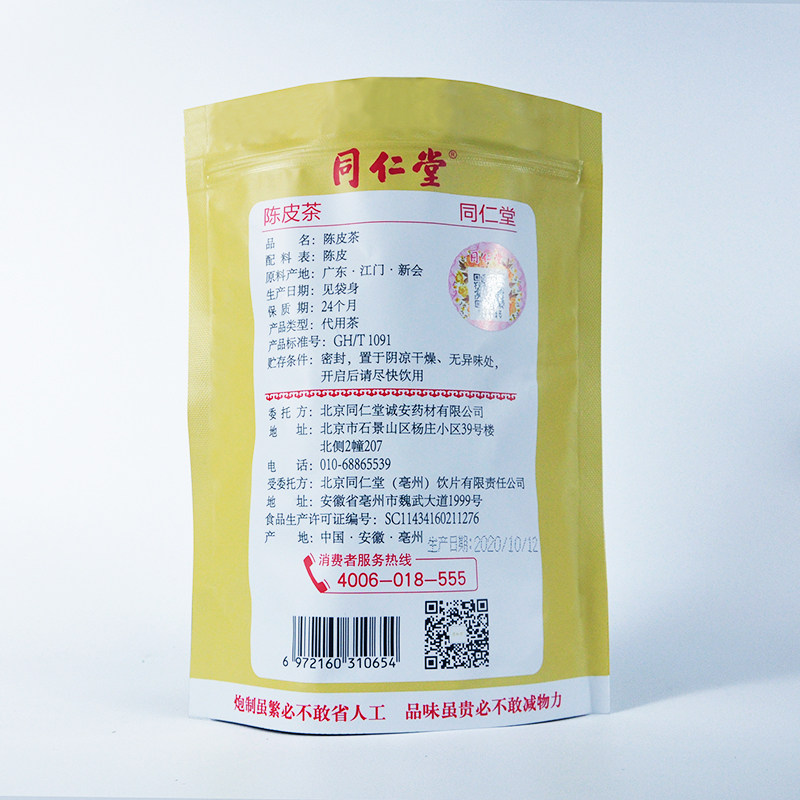 同仁堂®
陈皮茶 同仁堂
品 名：陈皮茶
配 料 表：陈皮
原料产地：广东·江门·新会
生产日期：见袋身
保 质 期：24个月
产品类型：代用茶
产品标准号：GH/T 1091
贮存条件：密封，置于阴凉干燥、无异味处，
开启后请尽快饮用
同仁堂
委 托 方：北京同仁堂诚安药材有限公司
地 址：北京市石景山区杨庄小区39号楼
北侧2幢207
电 话：010-68865539
受委托方：北京同仁堂（亳州）饮片有限责任公司
地 址：安徽省亳州市魏武大道1999号
食品生产许可证编号：SC11434160211276
产 地：中国·安徽·亳州
生产日期:2020/10/12
消费者服务热线
4006-018-555
6 972160 310654
炮制虽繁必不敢省人工 品味虽贵必不敢减物力